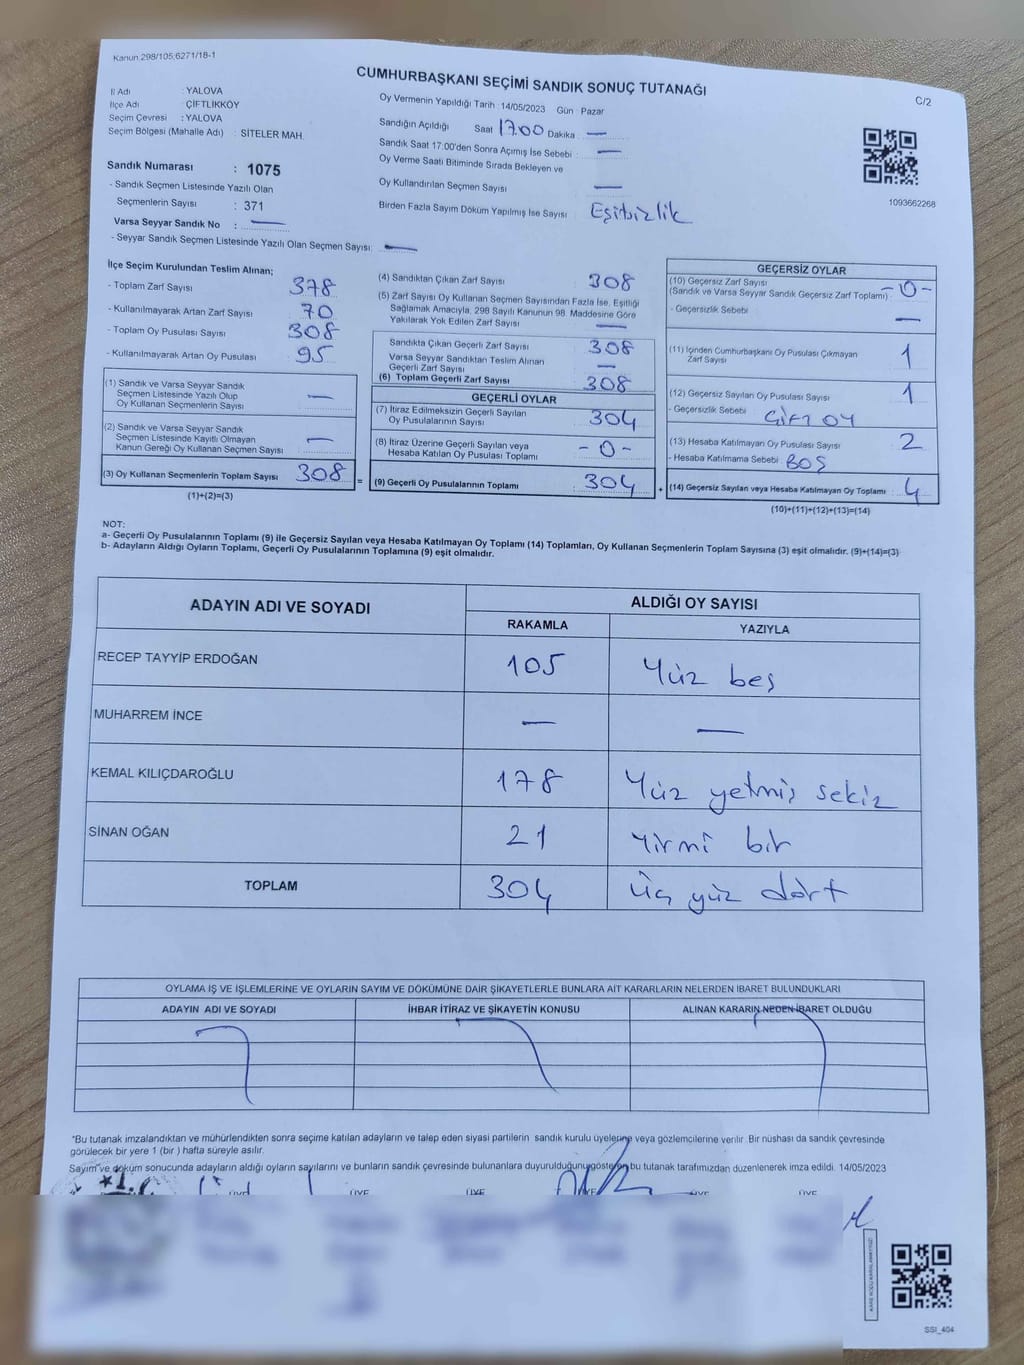 Kanun 298/105,6271/18-1
CUMHURBAŞKANI SEÇİMİ SANDIK SONUÇ TUTANAĞI
C/2
İl Adı : YALOVA
İlçe Adı : ÇİFTLİKKÖY
Seçim Çevresi : YALOVA
Seçim Bölgesi (Mahalle Adı) : SİTELER MAH.
Sandık Numarası : 1075
- Sandık Seçmen Listesinde Yazılı Olan
Seçmenlerin Sayısı : 371
Varsa Seyyar Sandık No : —
- Seyyar Sandık Seçmen Listesinde Yazılı Olan Seçmen Sayısı: —
Oy Vermenin Yapıldığı Tarih : 14/05/2023 Gün : Pazar
Sandığın Açıldığı Saat 17.00 Dakika : —
Sandık Saat 17:00'den Sonra Açımış İse Sebebi : —
Oy Verme Saati Bitiminde Sırada Bekleyen ve
Oy Kullandırılan Seçmen Sayısı —
Birden Fazla Sayım Döküm Yapılmış İse Sayısı : Eşitsizlik
1093662268
İlçe Seçim Kurulundan Teslim Alınan;
- Toplam Zarf Sayısı 378
- Kullanılmayarak Artan Zarf Sayısı 70
- Toplam Oy Pusulası Sayısı 308
- Kullanılmayarak Artan Oy Pusulası 95
(1) Sandık ve Varsa Seyyar Sandık
Seçmen Listesinde Yazılı Olup
Oy Kullanan Seçmenlerin Sayısı —
(2) Sandık ve Varsa Seyyar Sandık
Seçmen Listesinde Kayıtlı Olmayan
Kanun Gereği Oy Kullanan Seçmen Sayısı —
(3) Oy Kullanan Seçmenlerin Toplam Sayısı 308 =
(1)+(2)=(3)
(4) Sandıktan Çıkan Zarf Sayısı 308
(5) Zarf Sayısı Oy Kullanan Seçmen Sayısından Fazla İse, Eşitliği
Sağlamak Amacıyla, 298 Sayılı Kanunun 98. Maddesine Göre
Yakılarak Yok Edilen Zarf Sayısı —
Sandıkta Çıkan Geçerli Zarf Sayısı 308
Varsa Seyyar Sandıktan Teslim Alınan
Geçerli Zarf Sayısı —
(6) Toplam Geçerli Zarf Sayısı 308
GEÇERLİ OYLAR
(7) İtiraz Edilmeksizin Geçerli Sayılan
Oy Pusulalarının Sayısı 304
(8) İtiraz Üzerine Geçerli Sayılan veya
Hesaba Katılan Oy Pusulası Toplamı -0-
(9) Geçerli Oy Pusulalarının Toplamı 304 +
GEÇERSİZ OYLAR
(10) Geçersiz Zarf Sayısı
(Sandık ve Varsa Seyyar Sandık Geçersiz Zarf Toplamı) -0-
- Geçersizlik Sebebi —
(11) İçinden Cumhurbaşkanı Oy Pusulası Çıkmayan
Zarf Sayısı 1
(12) Geçersiz Sayılan Oy Pusulası Sayısı 1
- Geçersizlik Sebebi Çift oy
(13) Hesaba Katılmayan Oy Pusulası Sayısı 2
- Hesaba Katılmama Sebebi : BOŞ
(14) Geçersiz Sayılan veya Hesaba Katılmayan Oy Toplamı : 4
(10)+(11)+(12)+(13)=(14)
NOT:
a- Geçerli Oy Pusulalarının Toplamı (9) ile Geçersiz Sayılan veya Hesaba Katılmayan Oy Toplamı (14) Toplamları, Oy Kullanan Seçmenlerin Toplam Sayısına (3) eşit olmalıdır. (9)+(14)=(3)
b- Adayların Aldığı Oyların Toplamı, Geçerli Oy Pusulalarının Toplamına (9) eşit olmalıdır.
ADAYIN ADI VE SOYADI
ALDIĞI OY SAYISI
RAKAMLA YAZIYLA
RECEP TAYYİP ERDOĞAN 105 Yüz beş
MUHARREM İNCE — —
KEMAL KILIÇDAROĞLU 178 Yüz yetmiş sekiz
SİNAN OĞAN 21 Yirmi bir
TOPLAM 304 üç yüz dört
OYLAMA İŞ VE İŞLEMLERİNE VE OYLARIN SAYIM VE DÖKÜMÜNE DAİR ŞİKAYETLERLE BUNLARA AİT KARARLARIN NELERDEN İBARET BULUNDUKLARI
ADAYIN ADI VE SOYADI İHBAR İTİRAZ VE ŞİKAYETİN KONUSU ALINAN KARARIN NEDEN İBARET OLDUĞU
*Bu tutanak imzalandıktan ve mühürlendikten sonra seçime katılan adayların ve talep eden siyasi partilerin sandık kurulu üyelerine veya gözlemcilerine verilir. Bir nüshası da sandık çevresinde
görülecek bir yere 1 (bir ) hafta süreyle asılır.
Sayım ve döküm sonucunda adayların aldığı oyların sayılarını ve bunların sandık çevresinde bulunanlara duyurulduğunu gösteren bu tutanak tarafımızdan düzenlenerek imza edildi. 14/05/2023
ÜYE ÜYE ÜYE ÜYE ÜYE
SSI_404